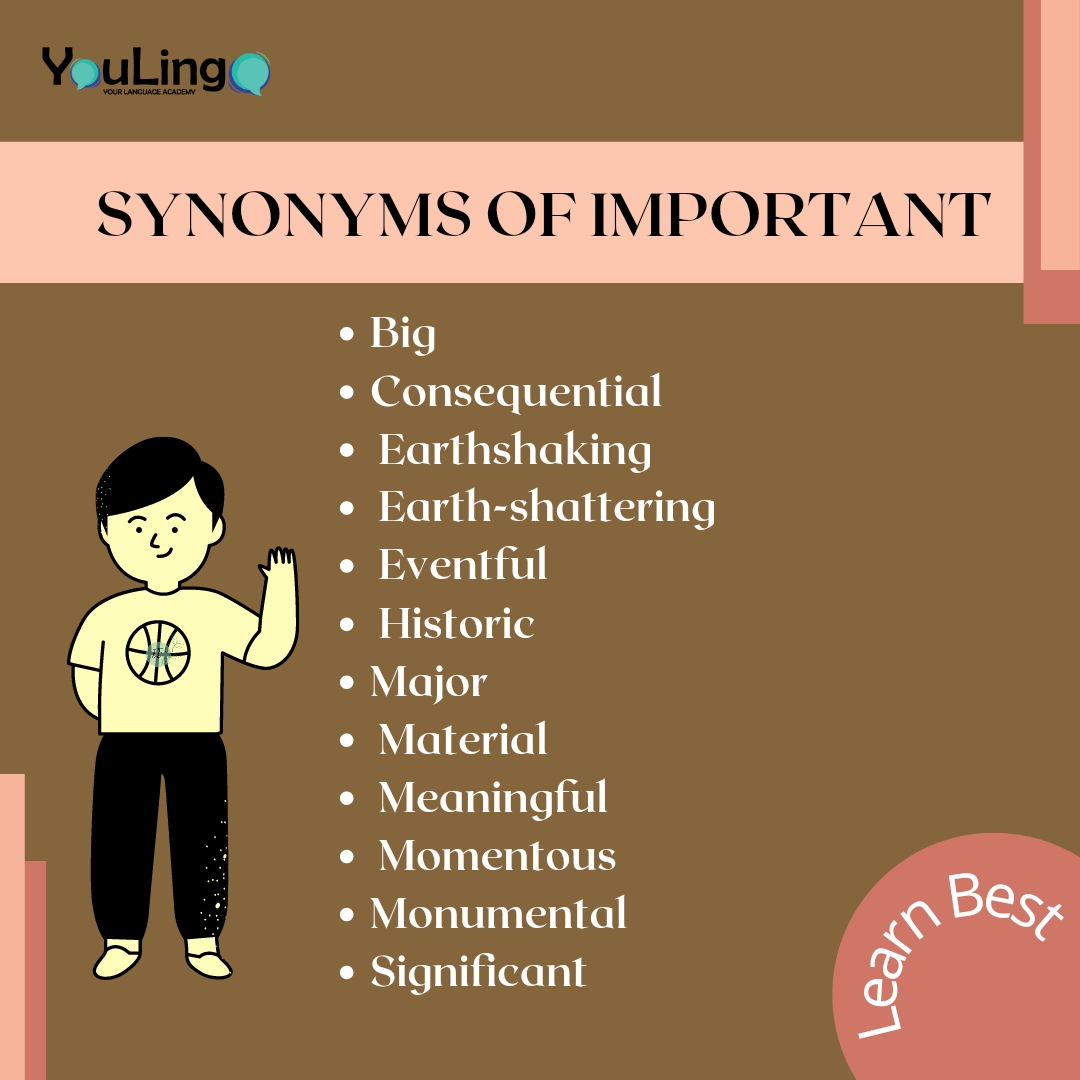 YouLingo
YOUR LANGUAGE ACADEMY
SYNONYMS OF IMPORTANT
• Big
• Consequential
• Earthshaking
• Earth-shattering
• Eventful
• Historic
• Major
• Material
• Meaningful
• Momentous
• Monumental
• Significant
Learn Best